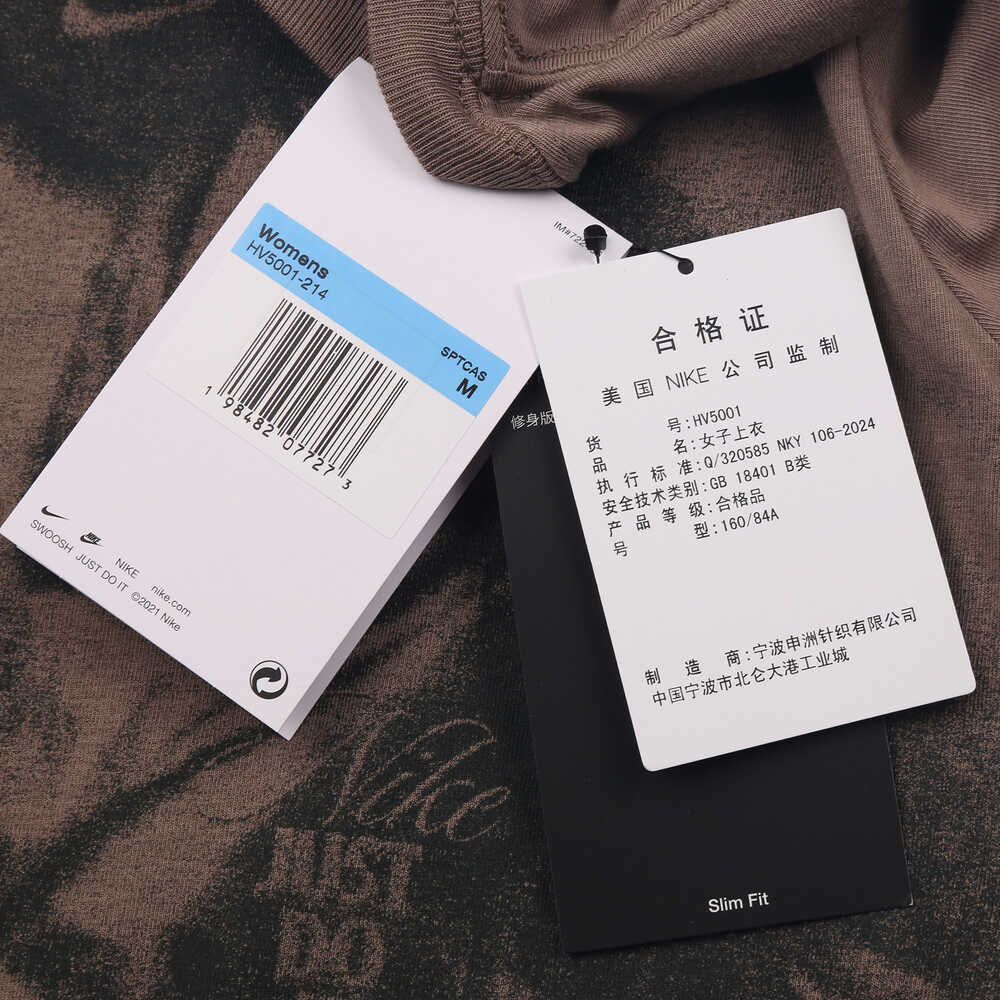 Womens
HV5001-214
SPTCAS
M
1 98482 07727 3
SWOOSH JUST DO IT ©2021 Nike
NIKE nike.com
修身版
合格证
美国 NIKE 公司监制
货号:HV5001
品名:女子上衣
执行标准:Q/320585 NKY 106-2024
安全技术类别:GB 18401 B类
产品等级:合格品
号型:160/84A
制造商:宁波申洲针织有限公司
中国宁波市北仑大港工业城
Slim Fit
Nike
JUST
DO